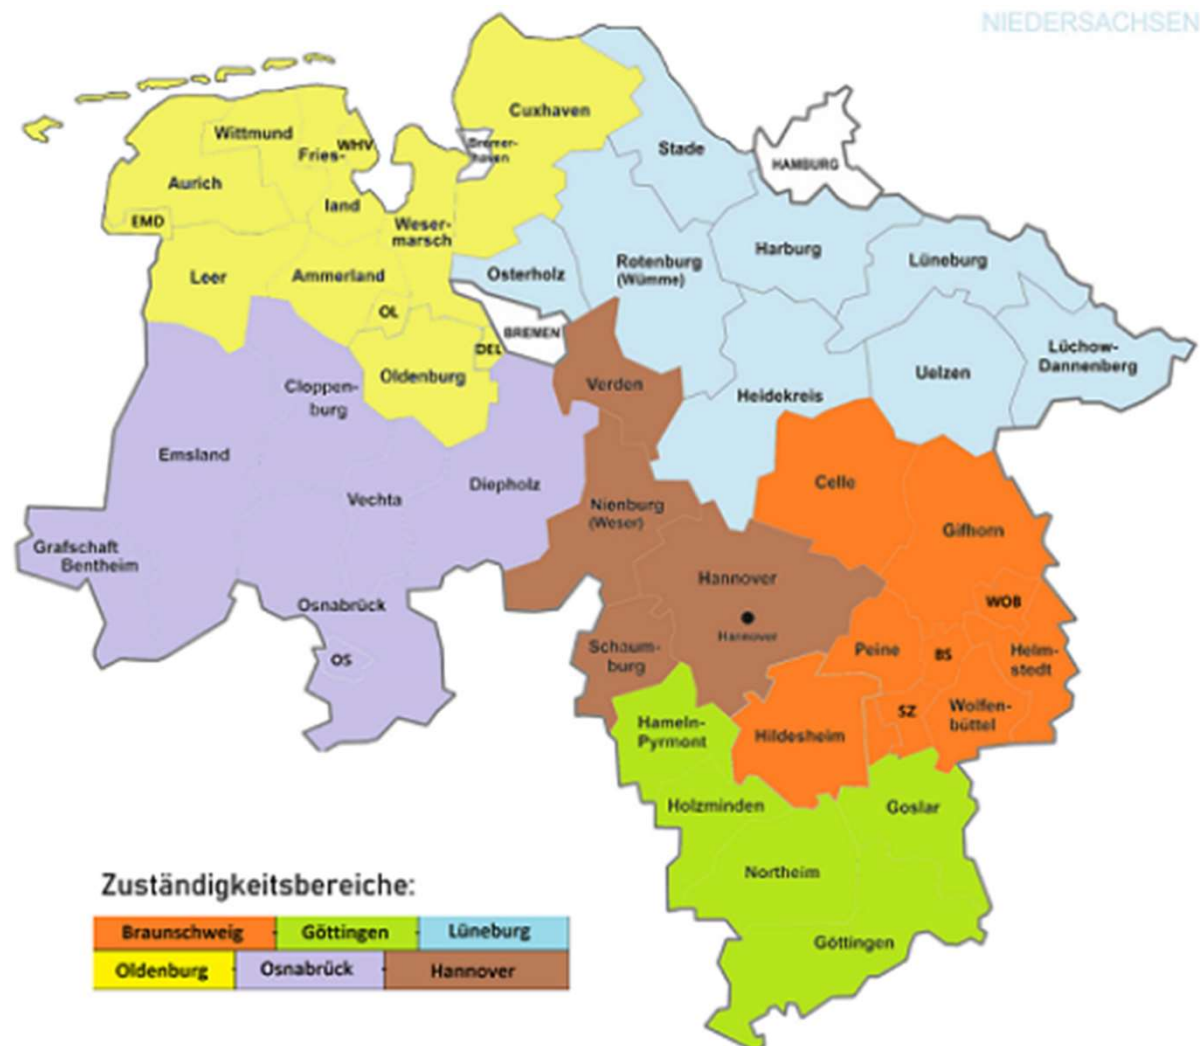 NIEDERSACHSEN
Cuxhaven
Wittmund
WHV
Fries-
land
Bremer-
haven
Stade
HAMBURG
Aurich
EMD
Weser-
marsch
Leer
Ammerland
Osterholz
Rotenburg
(Wümme)
Harburg
Lüneburg
OL
BREMEN
DEL
Oldenburg
Verden
Heidekreis
Uelzen
Lüchow-
Dannenberg
Cloppen-
burg
Emsland
Vechta
Diepholz
Nienburg
(Weser)
Celle
Gifhorn
Grafschaft
Bentheim
Hannover
Hannover
WOB
Osnabrück
OS
Schaum-
burg
Peine
BS
Helm-
stedt
SZ
Wolfen-
büttel
Hameln-
Pyrmont
Hildesheim
Holzminden
Goslar
Northeim
Göttingen
Zuständigkeitsbereiche:
Braunschweig
Göttingen
Lüneburg
Oldenburg
Osnabrück
Hannover